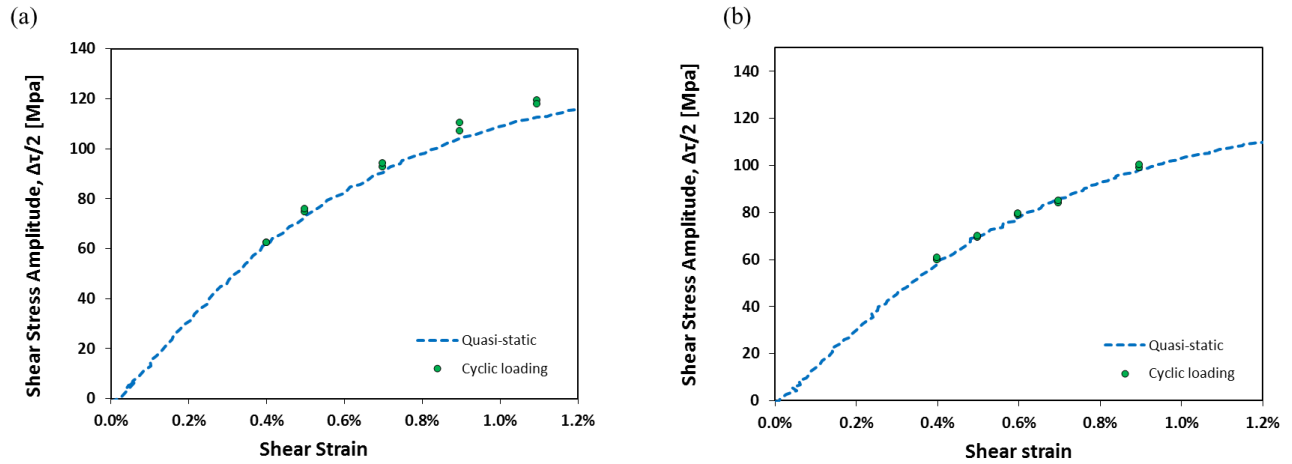 (a)
Shear Stress Amplitude, Δτ/2 [Mpa]
140
120
100
80
60
40
20
0
Quasi-static
Cyclic loading
0.0% 0.2% 0.4% 0.6% 0.8% 1.0% 1.2%
Shear Strain
(b)
Shear Stress Amplitude, Δτ/2 [Mpa]
140
120
100
80
60
40
20
0
Quasi-static
Cyclic loading
0.0% 0.2% 0.4% 0.6% 0.8% 1.0% 1.2%
Shear strain